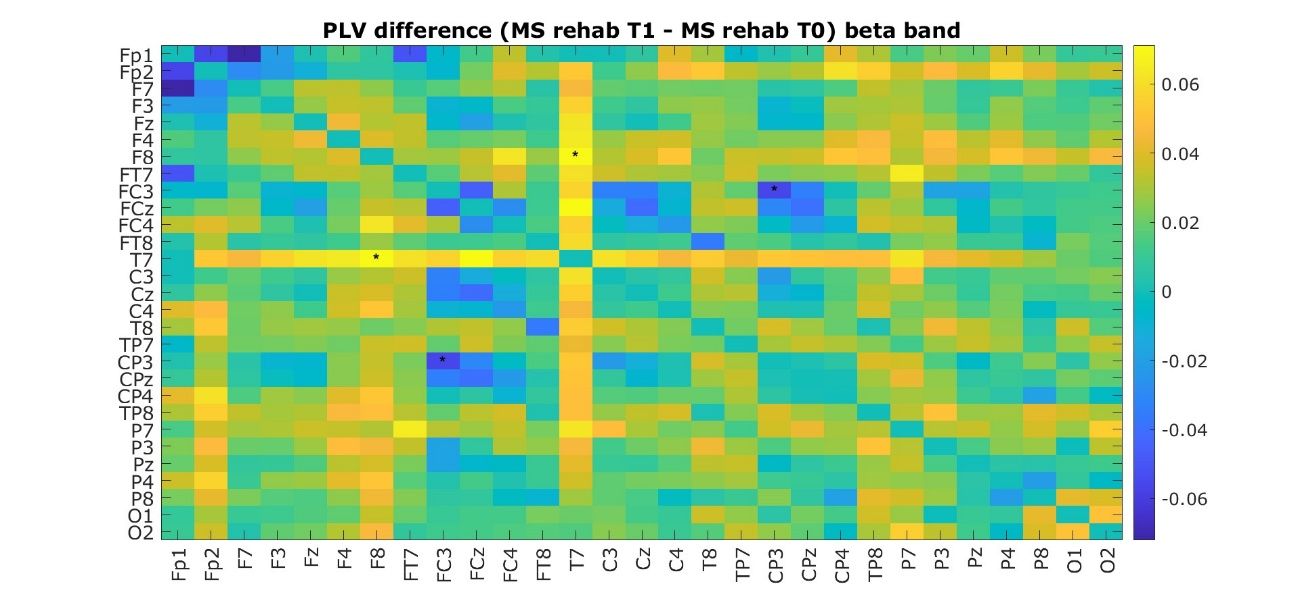 PLV difference (MS rehab T1 - MS rehab T0) beta band
Fp1
Fp2
F7
F3
Fz
F4
F8
FT7
FC3
FCz
FC4
FT8
T7
C3
Cz
C4
T8
TP7
CP3
CPz
CP4
TP8
P7
P3
Pz
P4
P8
O1
O2
*
*
*
*
Fp1 Fp2 F7 F3 Fz F4 F8 FT7 FC3 FCz FC4 FT8 T7 C3 Cz C4 T8 TP7 CP3 CPz CP4 TP8 P7 P3 Pz P4 P8 O1 O2
0.06
0.04
0.02
0
-0.02
-0.04
-0.06